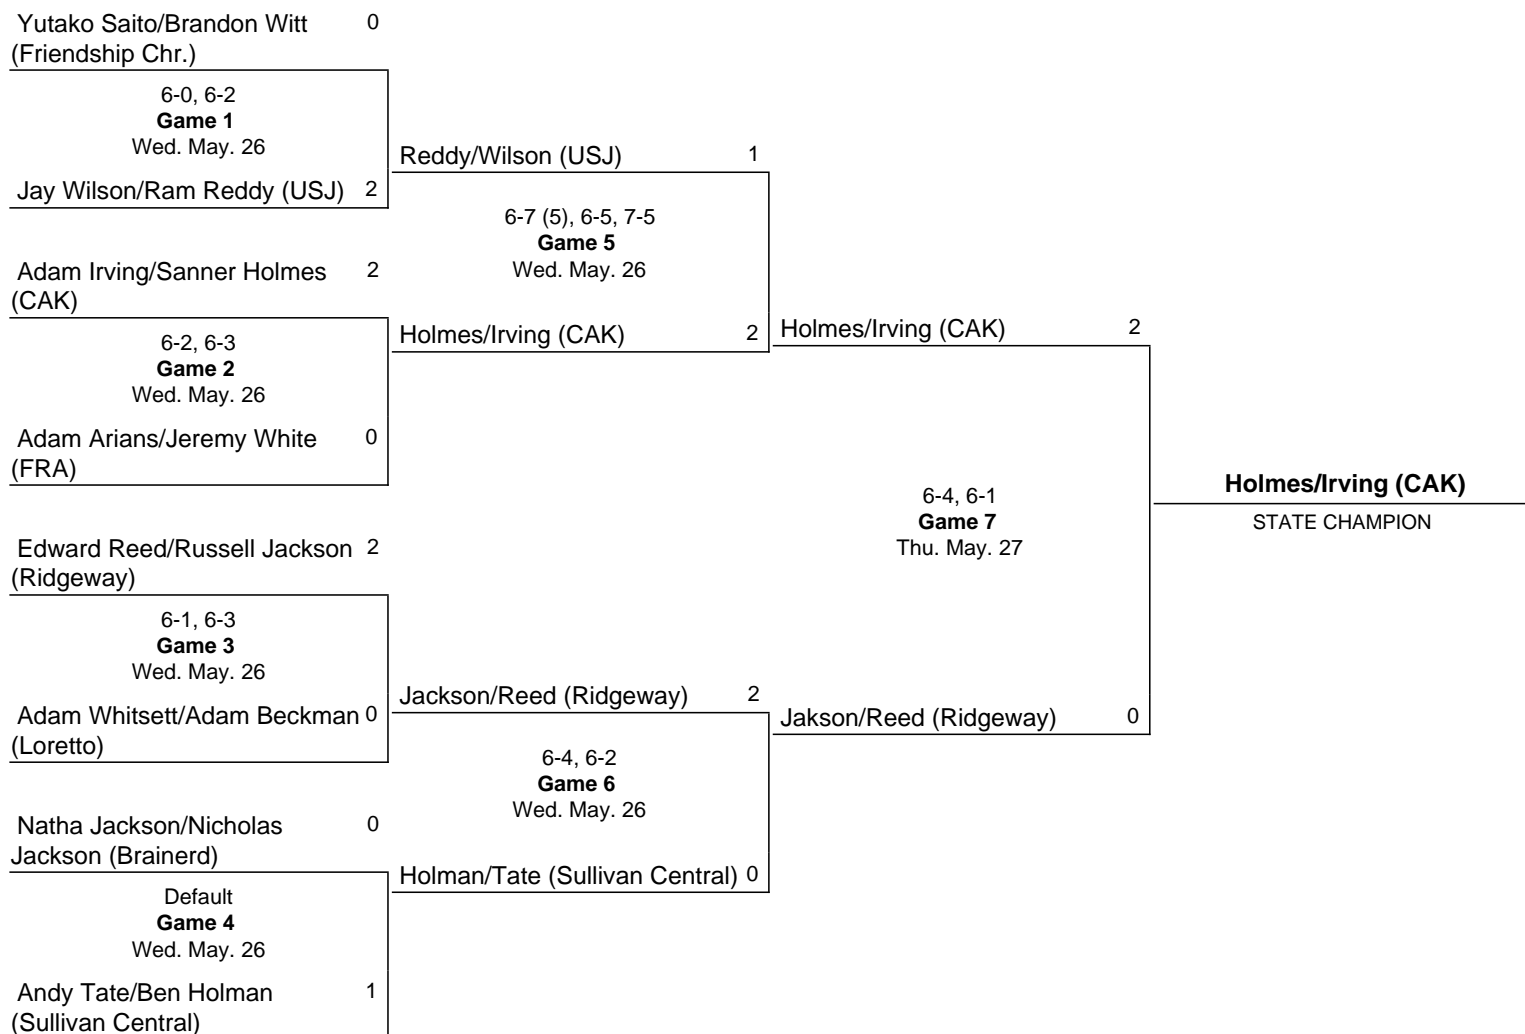 Yutako Saito/Brandon Witt 0
(Friendship Chr.)
6-0, 6-2
Game 1
Wed. May. 26
Jay Wilson/Ram Reddy (USJ) 2
Adam Irving/Sanner Holmes 2
(CAK)
6-2, 6-3
Game 2
Wed. May. 26
Adam Arians/Jeremy White 0
(FRA)
Edward Reed/Russell Jackson 2
(Ridgeway)
6-1, 6-3
Game 3
Wed. May. 26
Adam Whitsett/Adam Beckman 0
(Loretto)
Natha Jackson/Nicholas 0
Jackson (Brainerd)
Default
Game 4
Wed. May. 26
Andy Tate/Ben Holman 1
(Sullivan Central)
Reddy/Wilson (USJ) 1
6-7 (5), 6-5, 7-5
Game 5
Wed. May. 26
Holmes/Irving (CAK) 2
Jackson/Reed (Ridgeway) 2
6-4, 6-2
Game 6
Wed. May. 26
Holman/Tate (Sullivan Central) 0
Holmes/Irving (CAK) 2
6-4, 6-1
Game 7
Thu. May. 27
Jakson/Reed (Ridgeway) 0
Holmes/Irving (CAK)
STATE CHAMPION